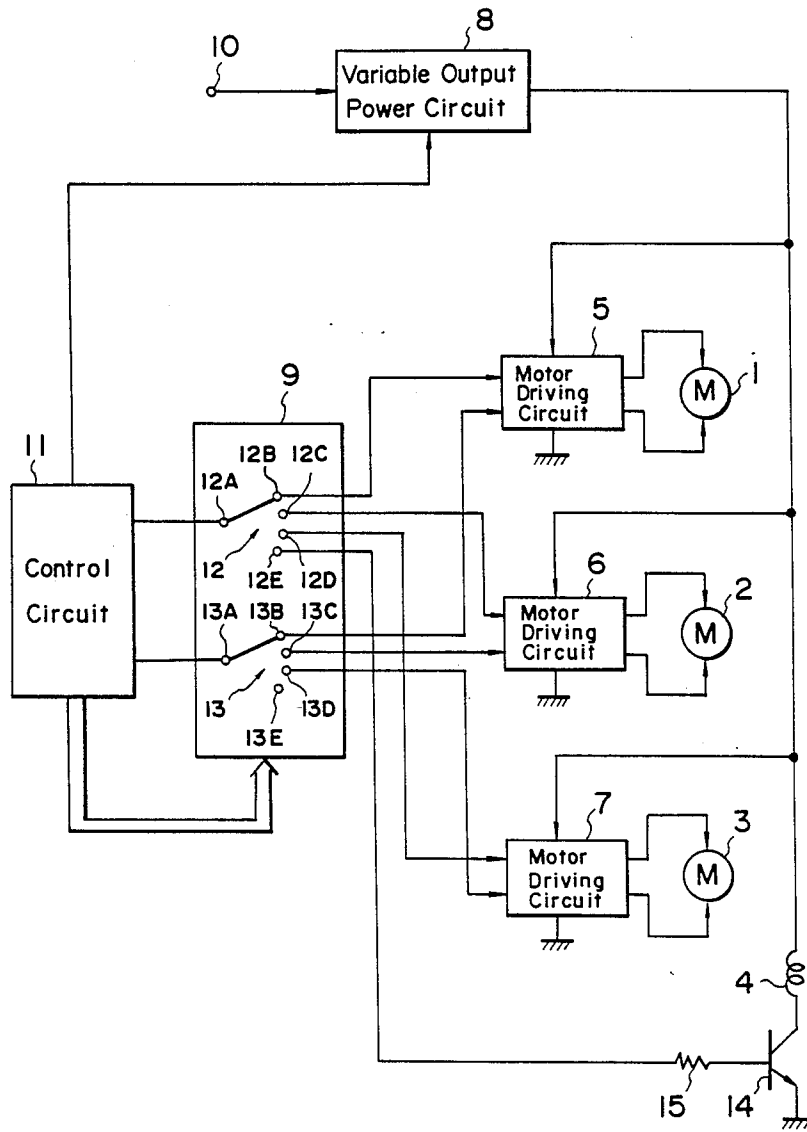 8
10
Variable Output
Power Circuit
5
Motor
Driving
Circuit
M
1
9
11
12B
12C
12A
12
12E
12D
Control
Circuit
13A
13B
13C
13
13D
13E
6
Motor
Driving
Circuit
M
2
7
Motor
Driving
Circuit
M
3
4
15
14